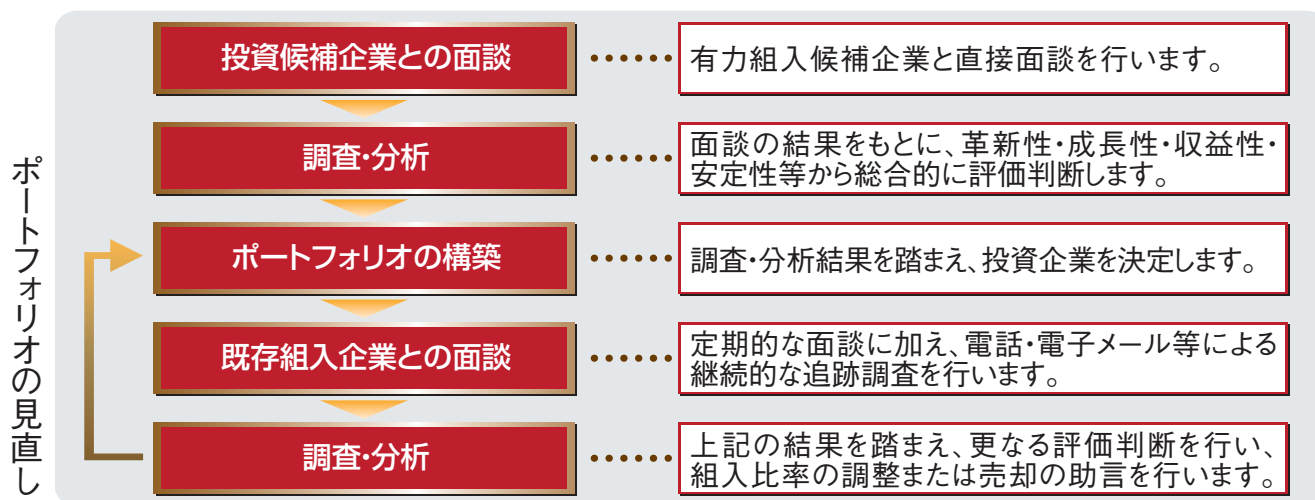 投資候補企業との面談
有力組入候補企業と直接面談を行います。
調査・分析
面談の結果をもとに、革新性・成長性・収益性・
安定性等から総合的に評価判断します。
ポートフォリオの構築
調査・分析結果を踏まえ、投資企業を決定します。
既存組入企業との面談
定期的な面談に加え、電話・電子メール等による
継続的な追跡調査を行います。
調査・分析
上記の結果を踏まえ、更なる評価判断を行い、
組入比率の調整または売却の助言を行います。
ポートフォリオの見直し